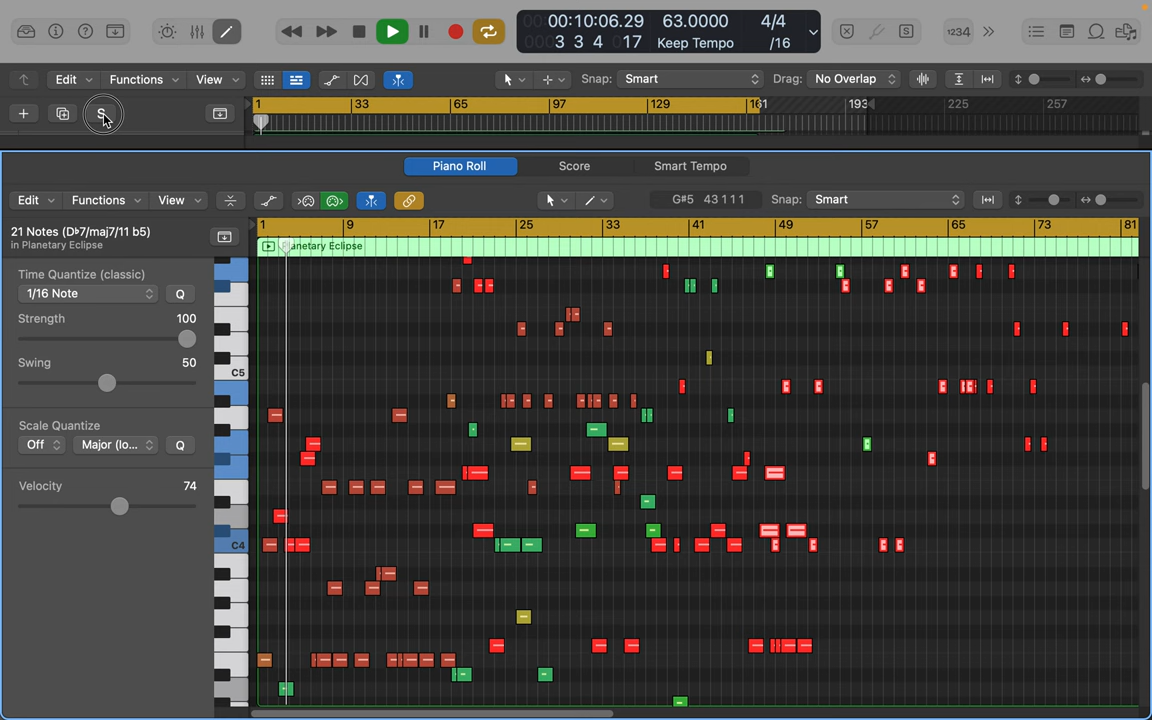 00:10:06.29 63.0000 4/4
3 3 4 017 Keep Tempo /16
1234
Edit Functions View Snap: Smart Drag: No Overlap
S
1 33 65 97 129 161 193 225 257
Piano Roll Score Smart Tempo
Edit Functions View G#5 43 1 1 1 Snap: Smart
21 Notes (D♭7/maj7/11 b5)
in Planetary Eclipse
1 9 17 25 33 41 49 57 65 73 81
Planetary Eclipse
Time Quantize (classic)
1/16 Note Q
Strength 100
Swing 50
Scale Quantize
Off Major (lo... Q
Velocity 74
C5
C4